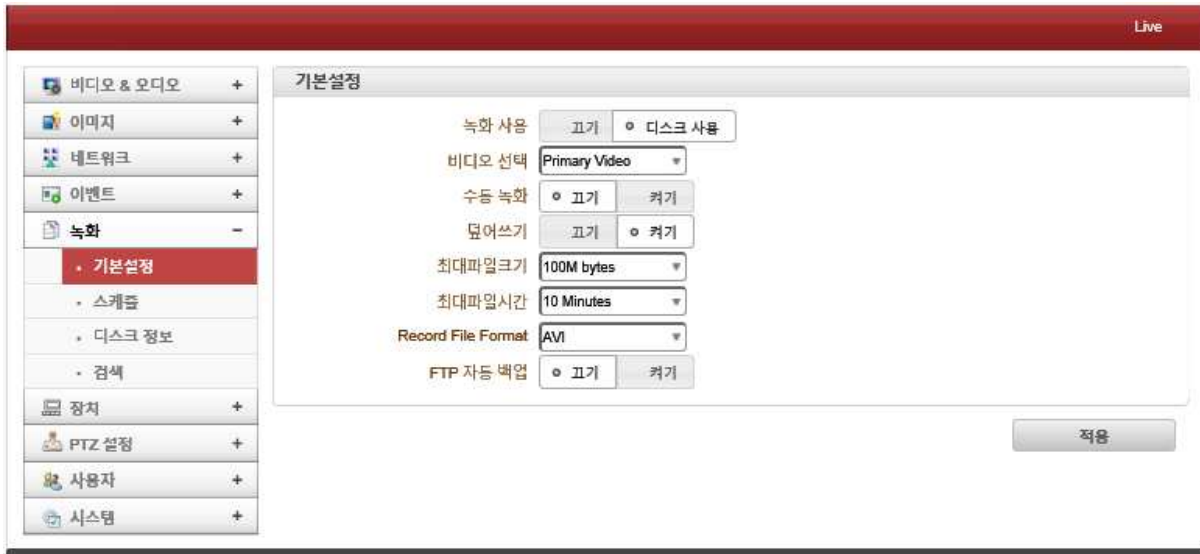 Live
비디오 & 오디오 +
이미지 +
네트워크 +
이벤트 +
녹화 -
기본설정
스케쥴
디스크 정보
검색
장치 +
PTZ 설정 +
사용자 +
시스템 +
기본설정
녹화 사용 끄기 디스크 사용
비디오 선택 Primary Video
수동 녹화 끄기 켜기
덮어쓰기 끄기 켜기
최대파일크기 100M bytes
최대파일시간 10 Minutes
Record File Format AVI
FTP 자동 백업 끄기 켜기
적용